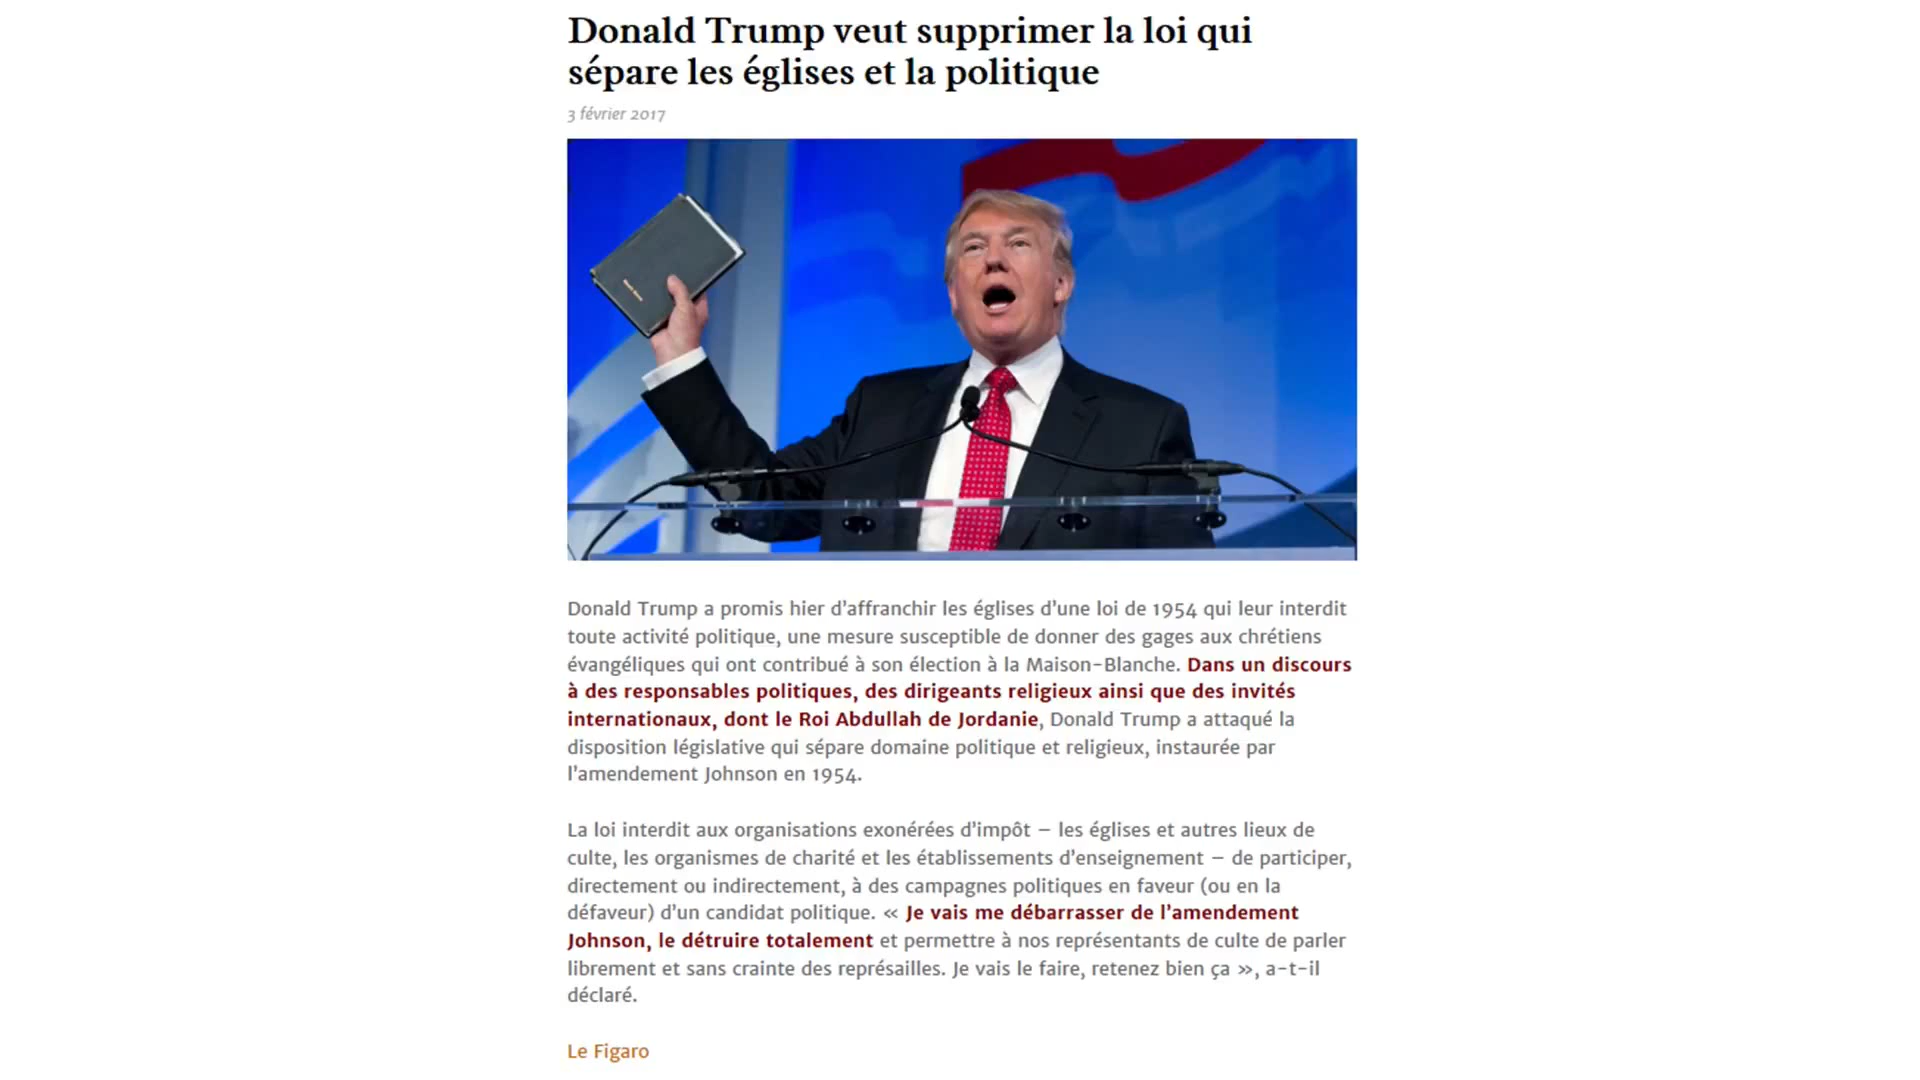 Donald Trump veut supprimer la loi qui
sépare les églises et la politique
3 février 2017
Donald Trump a promis hier d’affranchir les églises d’une loi de 1954 qui leur interdit
toute activité politique, une mesure susceptible de donner des gages aux chrétiens
évangéliques qui ont contribué à son élection à la Maison-Blanche. Dans un discours
à des responsables politiques, des dirigeants religieux ainsi que des invités
internationaux, dont le Roi Abdullah de Jordanie, Donald Trump a attaqué la
disposition législative qui sépare domaine politique et religieux, instaurée par
l’amendement Johnson en 1954.
La loi interdit aux organisations exonérées d’impôt – les églises et autres lieux de
culte, les organismes de charité et les établissements d’enseignement – de participer,
directement ou indirectement, à des campagnes politiques en faveur (ou en la
défaveur) d’un candidat politique. « Je vais me débarrasser de l’amendement
Johnson, le détruire totalement et permettre à nos représentants de culte de parler
librement et sans crainte des représailles. Je vais le faire, retenez bien ça », a-t-il
déclaré.
Le Figaro